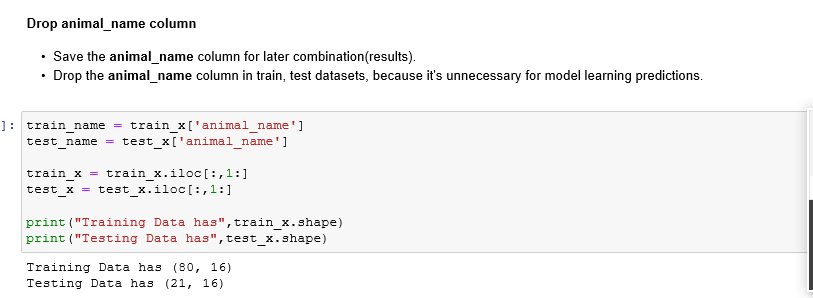 Drop animal_name column
• Save the animal_name column for later combination(results).
• Drop the animal_name column in train, test datasets, because it's unnecessary for model learning predictions.
]: train_name = train_x['animal_name']
test_name = test_x['animal_name']
train_x = train_x.iloc[:,1:]
test_x = test_x.iloc[:,1:]
print("Training Data has",train_x.shape)
print("Testing Data has",test_x.shape)
Training Data has (80, 16)
Testing Data has (21, 16)